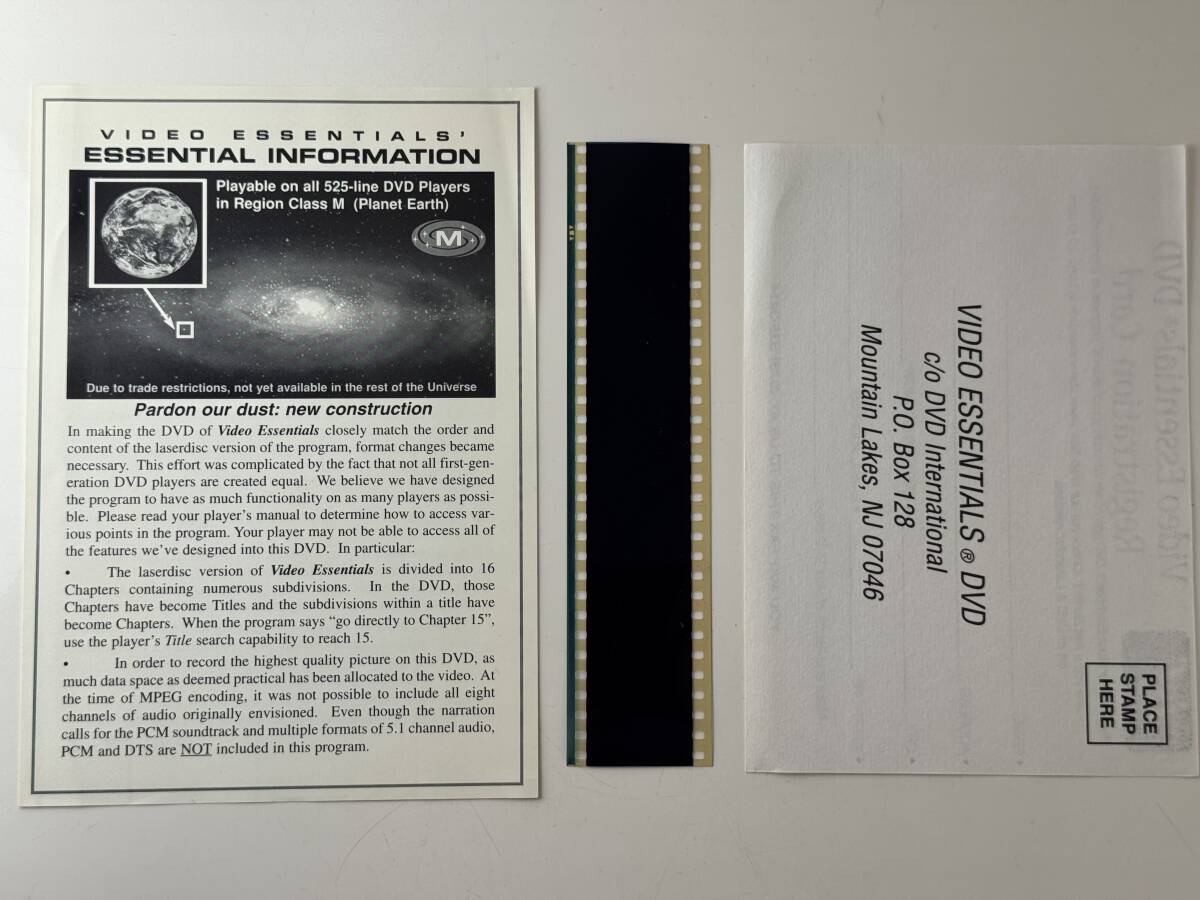 VIDEO ESSENTIALS'
ESSENTIAL INFORMATION
Playable on all 525-line DVD Players
in Region Class M (Planet Earth)
M
Due to trade restrictions, not yet available in the rest of the Universe
Pardon our dust: new construction
In making the DVD of Video Essentials closely match the order and
content of the laserdisc version of the program, format changes became
necessary. This effort was complicated by the fact that not all first-gen-
eration DVD players are created equal. We believe we have designed
the program to have as much functionality on as many players as possi-
ble. Please read your player's manual to determine how to access var-
ious points in the program. Your player may not be able to access all of
the features we've designed into this DVD. In particular:
• The laserdisc version of Video Essentials is divided into 16
Chapters containing numerous subdivisions. In the DVD, those
Chapters have become Titles and the subdivisions within a title have
become Chapters. When the program says “go directly to Chapter 15”,
use the player's Title search capability to reach 15.
• In order to record the highest quality picture on this DVD, as
much data space as deemed practical has been allocated to the video. At
the time of MPEG encoding, it was not possible to include all eight
channels of audio originally envisioned. Even though the narration
calls for the PCM soundtrack and multiple formats of 5.1 channel audio,
PCM and DTS are NOT included in this program.
VIDEO ESSENTIALS ® DVD
c/o DVD International
P.O. Box 128
Mountain Lakes, NJ 07046
PLACE
STAMP
HERE